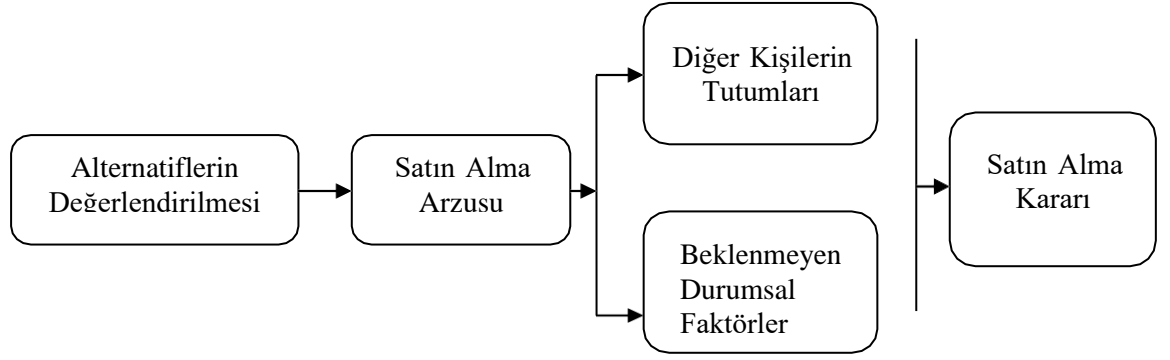 Diğer Kişilerin
Tutumları
Alternatiflerin
Değerlendirilmesi
Satın Alma
Arzusu
Satın Alma
Kararı
Beklenmeyen
Durumsal
Faktörler